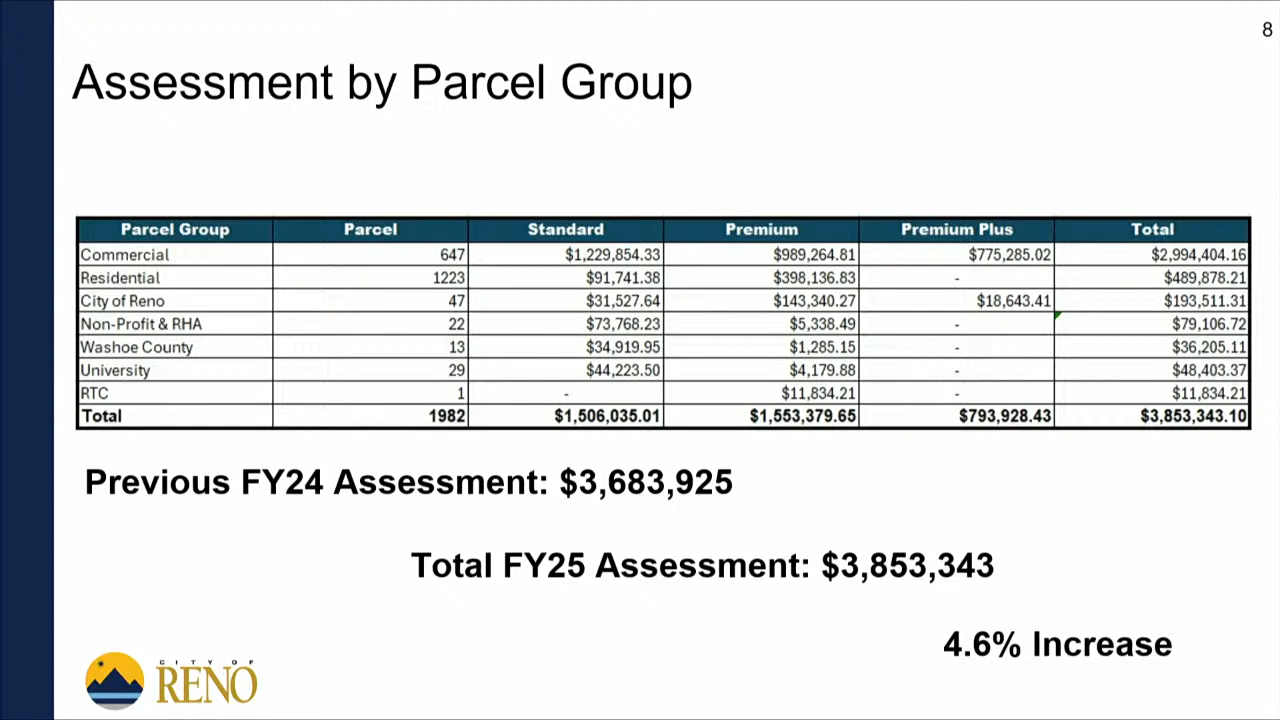 8
Assessment by Parcel Group
Parcel Group Parcel Standard Premium Premium Plus Total
Commercial 647 $1,229,854.33 $989,264.81 $775,285.02 $2,994,404.16
Residential 1223 $91,741.38 $398,136.83 - $489,878.21
City of Reno 47 $31,527.64 $143,340.27 $18,643.41 $193,511.31
Non-Profit & RHA 22 $73,768.23 $5,338.49 - $79,106.72
Washoe County 13 $34,919.95 $1,285.15 - $36,205.11
University 29 $44,223.50 $4,179.88 - $48,403.37
RTC 1 - $11,834.21 - $11,834.21
Total 1982 $1,506,035.01 $1,553,379.65 $793,928.43 $3,853,343.10
Previous FY24 Assessment: $3,683,925
Total FY25 Assessment: $3,853,343
4.6% Increase
CITY OF
RENO